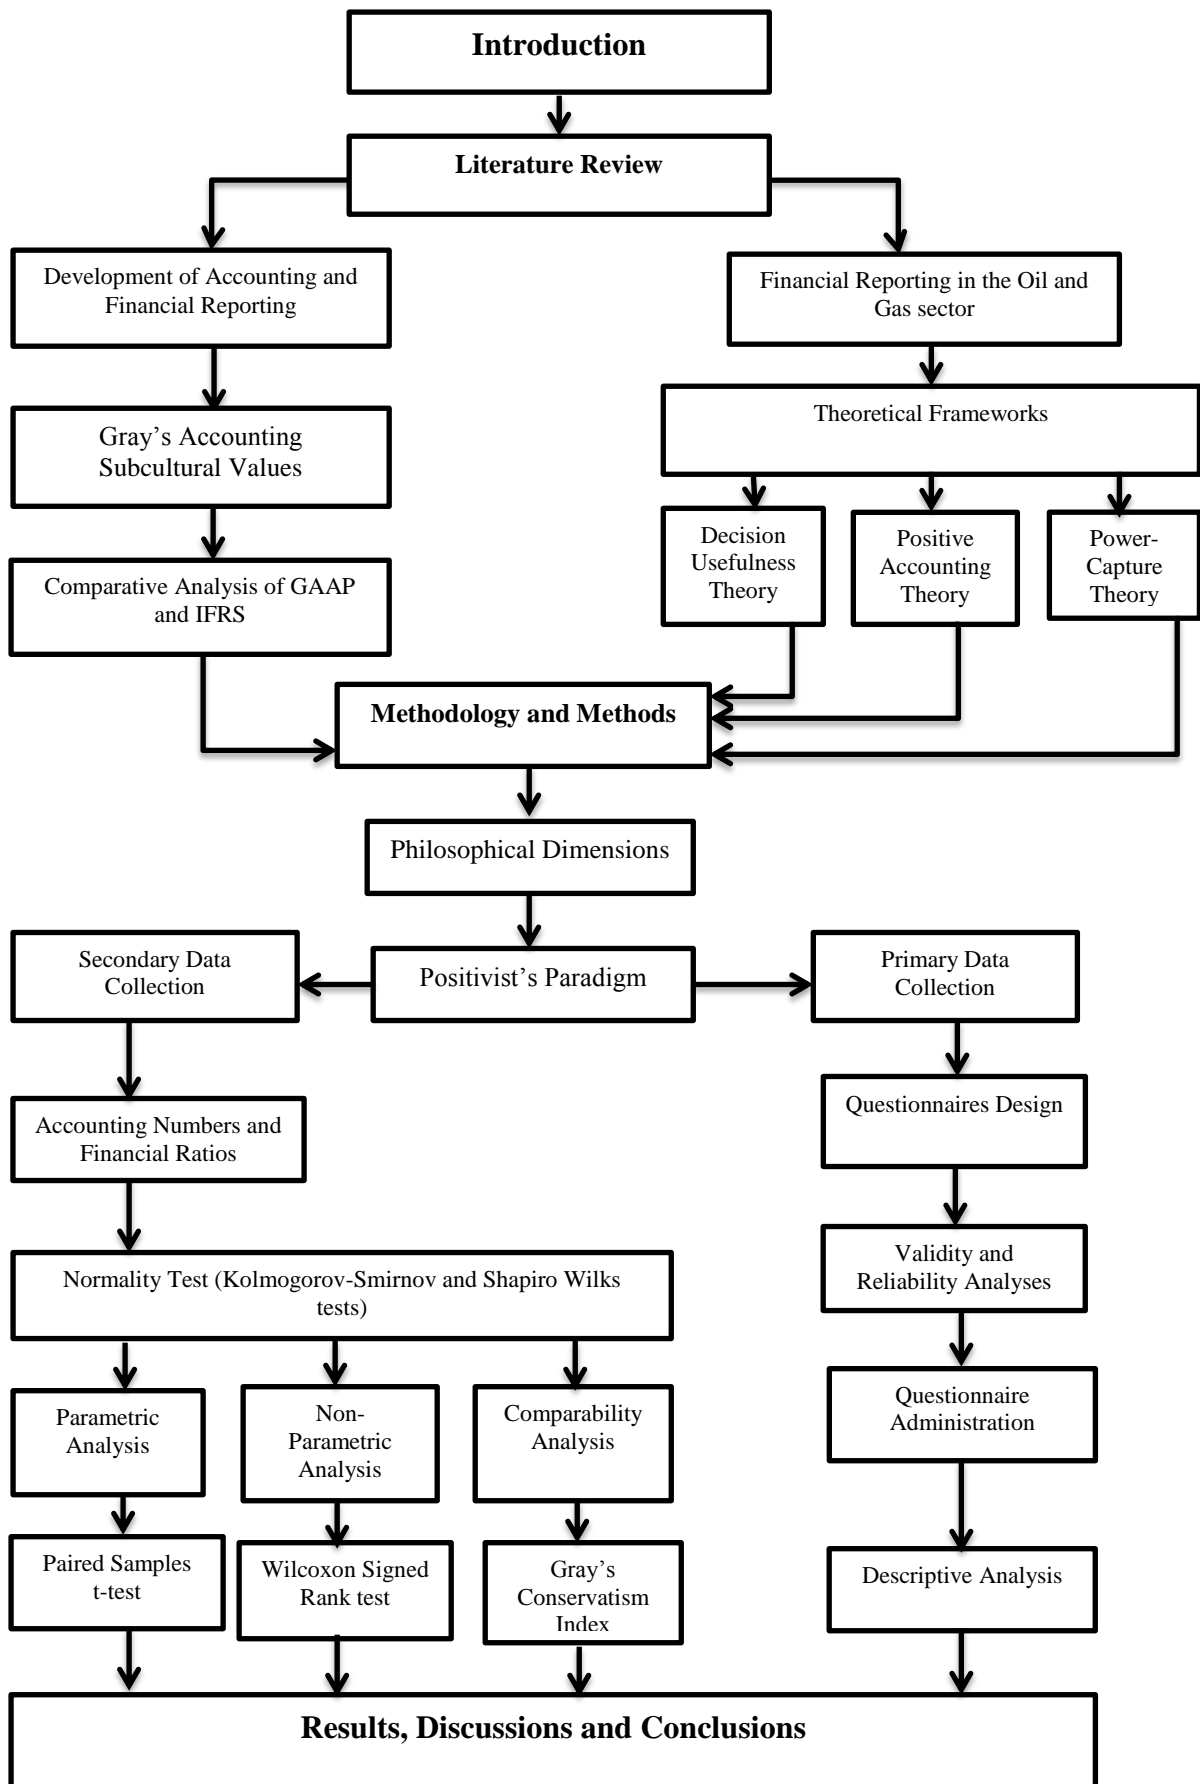 Introduction
Literature Review
Development of Accounting and
Financial Reporting
Financial Reporting in the Oil and
Gas sector
Gray’s Accounting
Subcultural Values
Theoretical Frameworks
Comparative Analysis of GAAP
and IFRS
Decision
Usefulness
Theory
Positive
Accounting
Theory
Power-
Capture
Theory
Methodology and Methods
Philosophical Dimensions
Positivist’s Paradigm
Secondary Data
Collection
Primary Data
Collection
Accounting Numbers and
Financial Ratios
Questionnaires Design
Normality Test (Kolmogorov-Smirnov and Shapiro Wilks
tests)
Validity and
Reliability Analyses
Parametric
Analysis
Non-
Parametric
Analysis
Comparability
Analysis
Questionnaire
Administration
Paired Samples
t-test
Wilcoxon Signed
Rank test
Gray’s
Conservatism
Index
Descriptive Analysis
Results, Discussions and Conclusions